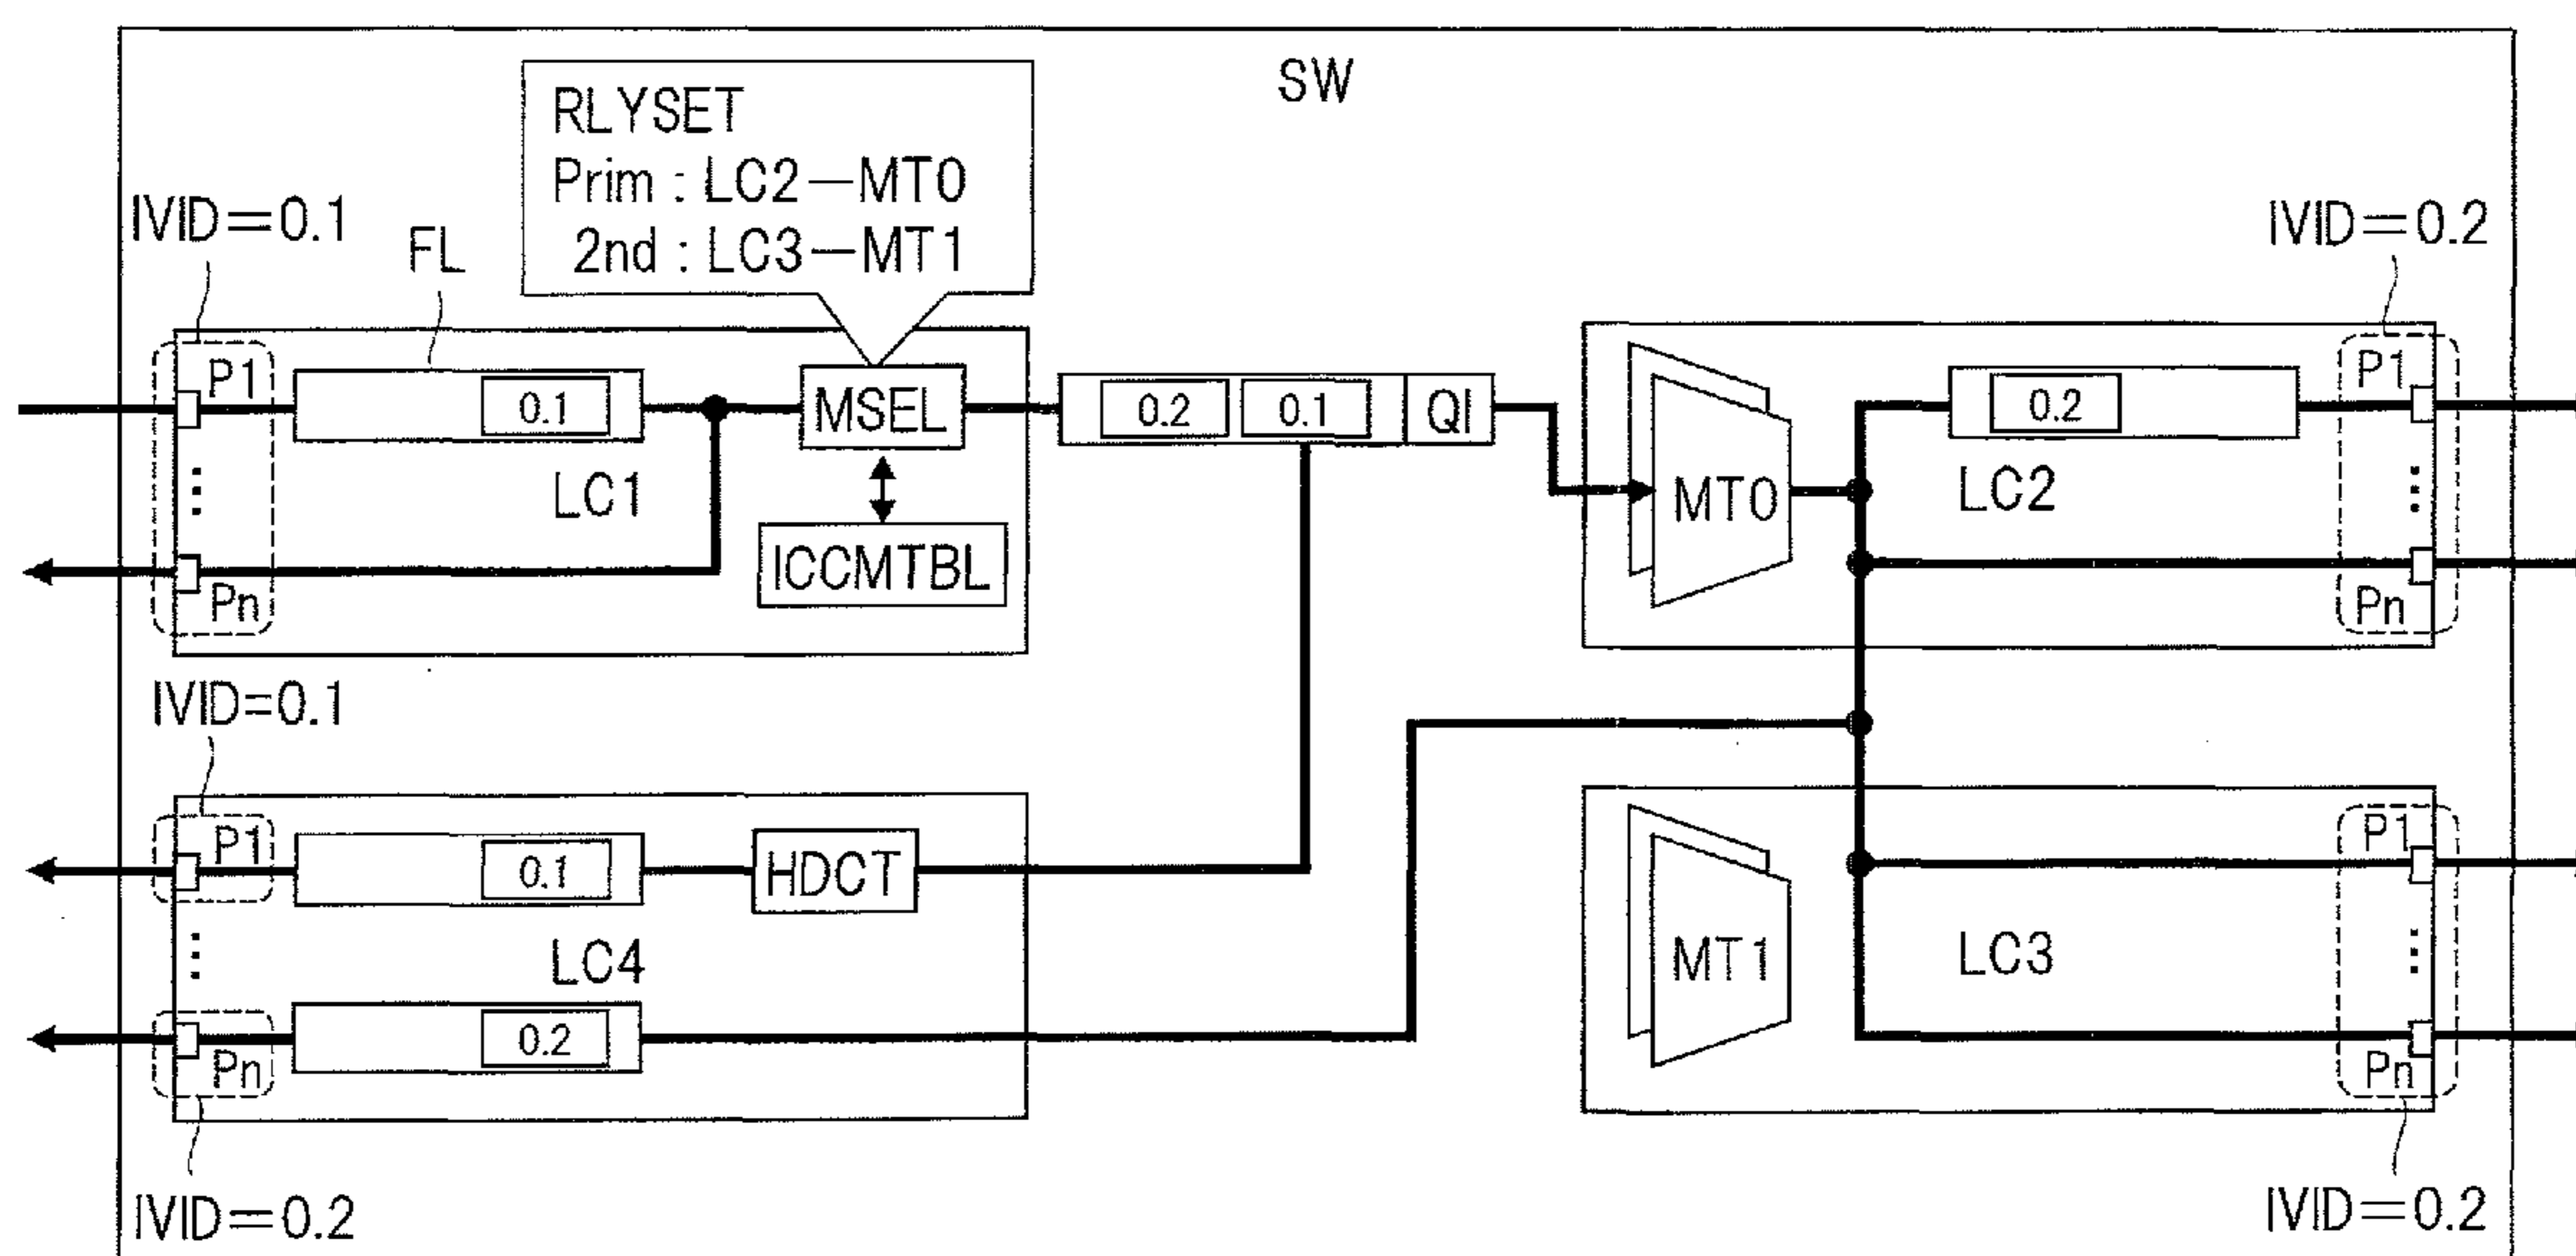 SW
RLYSET
Prim : LC2—MT0
2nd : LC3—MT1
IVID=0.1
FL
IVID=0.2
P1
0.1
MSEL
0.2
0.1
QI
MT0
0.2
P1
⋮
LC1
LC2
⋮
ICCMTBL
Pn
Pn
IVID=0.1
P1
0.1
HDCT
P1
⋮
LC4
MT1
LC3
⋮
Pn
0.2
Pn
IVID=0.2
IVID=0.2